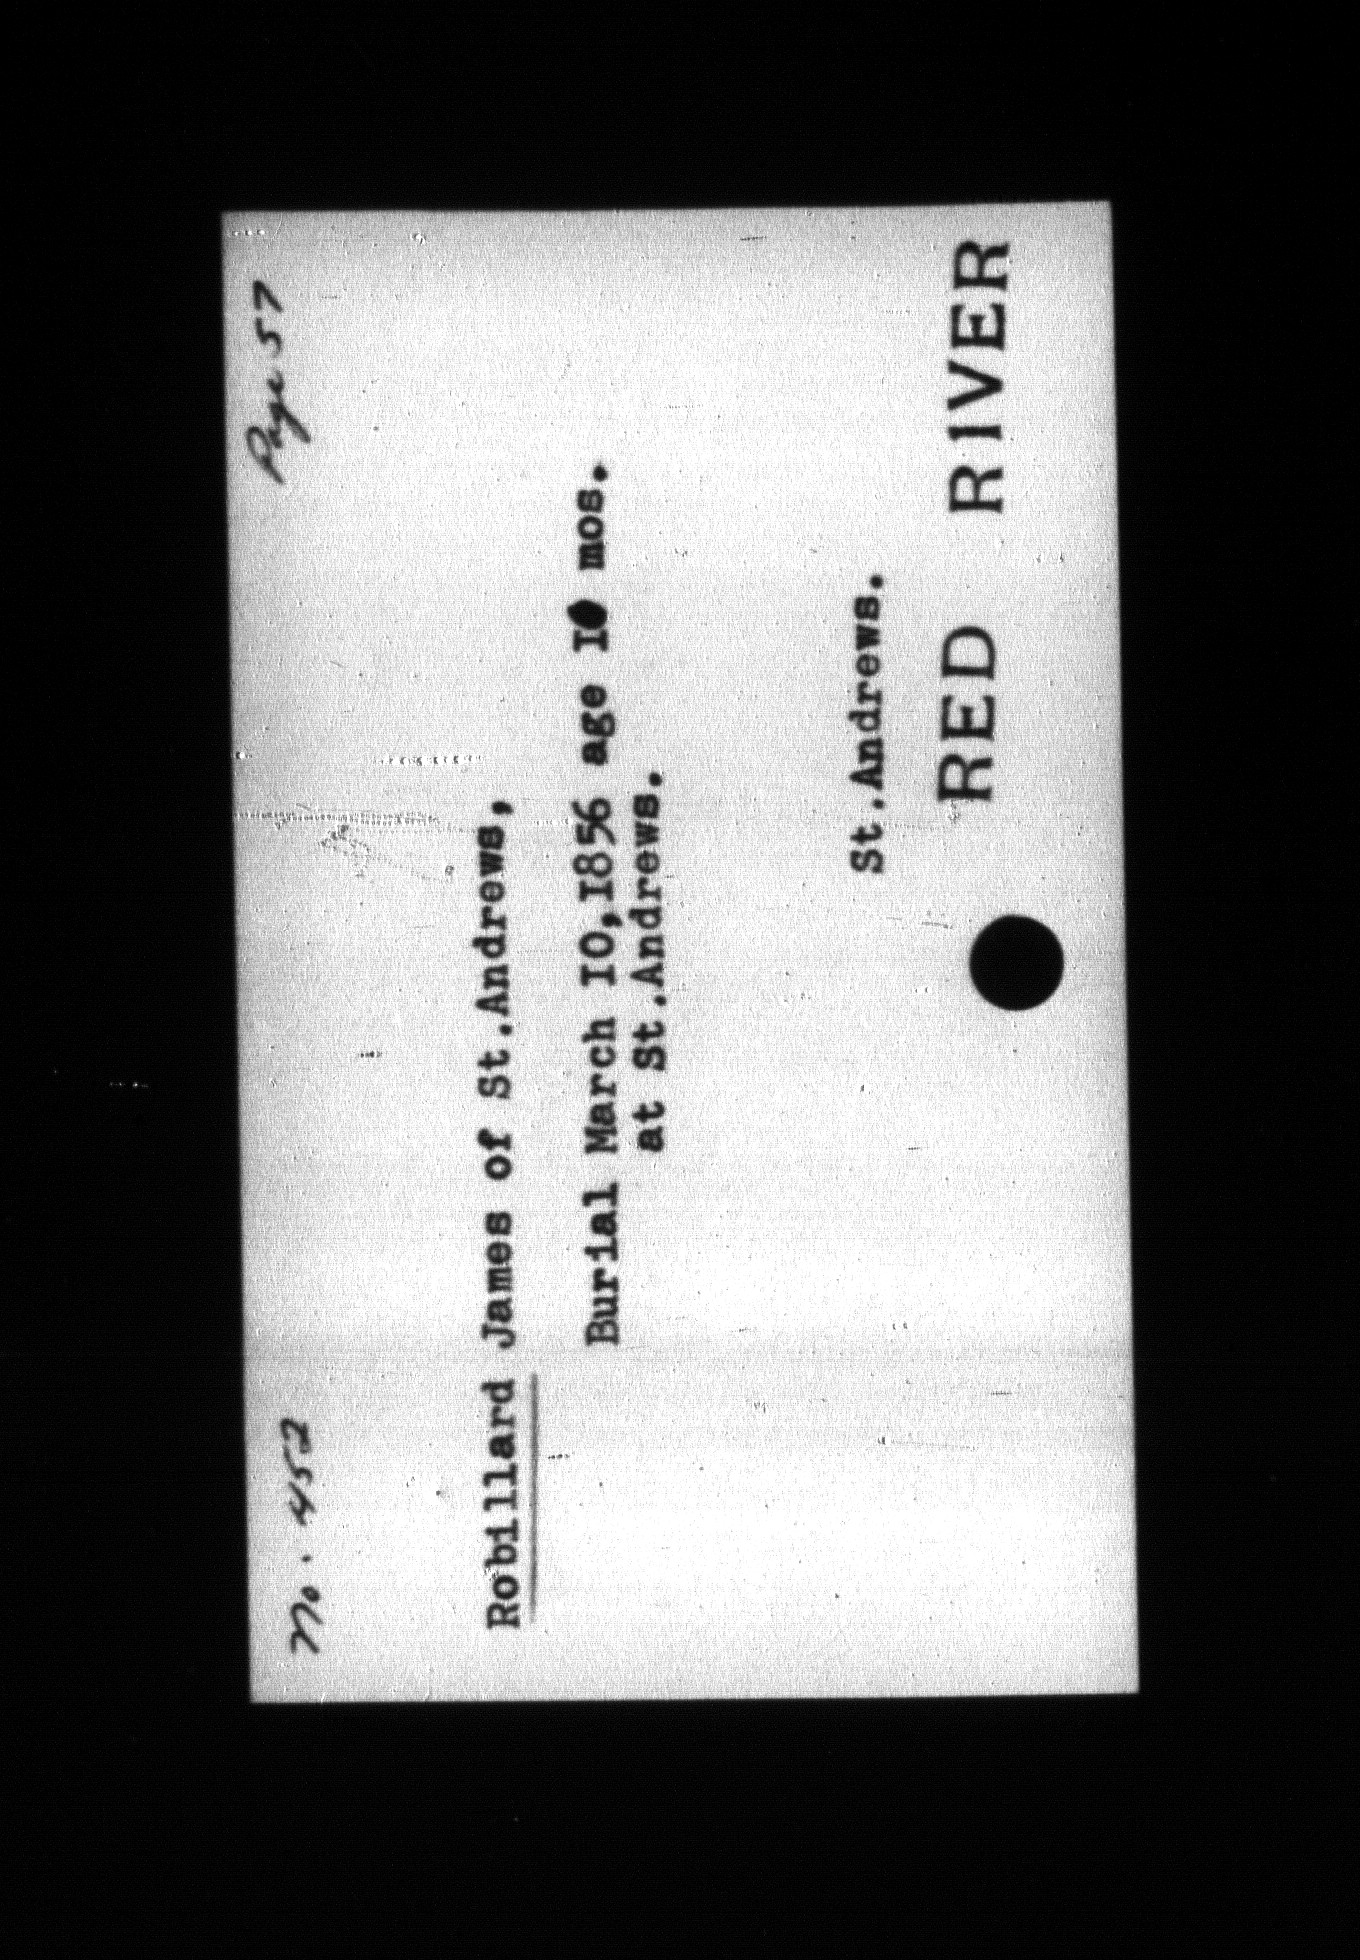 No. 452
Page 57
Robillard James of St.Andrews,
Burial March IO,I856 age I0 mos.
at St.Andrews.
St.Andrews.
RED RIVER